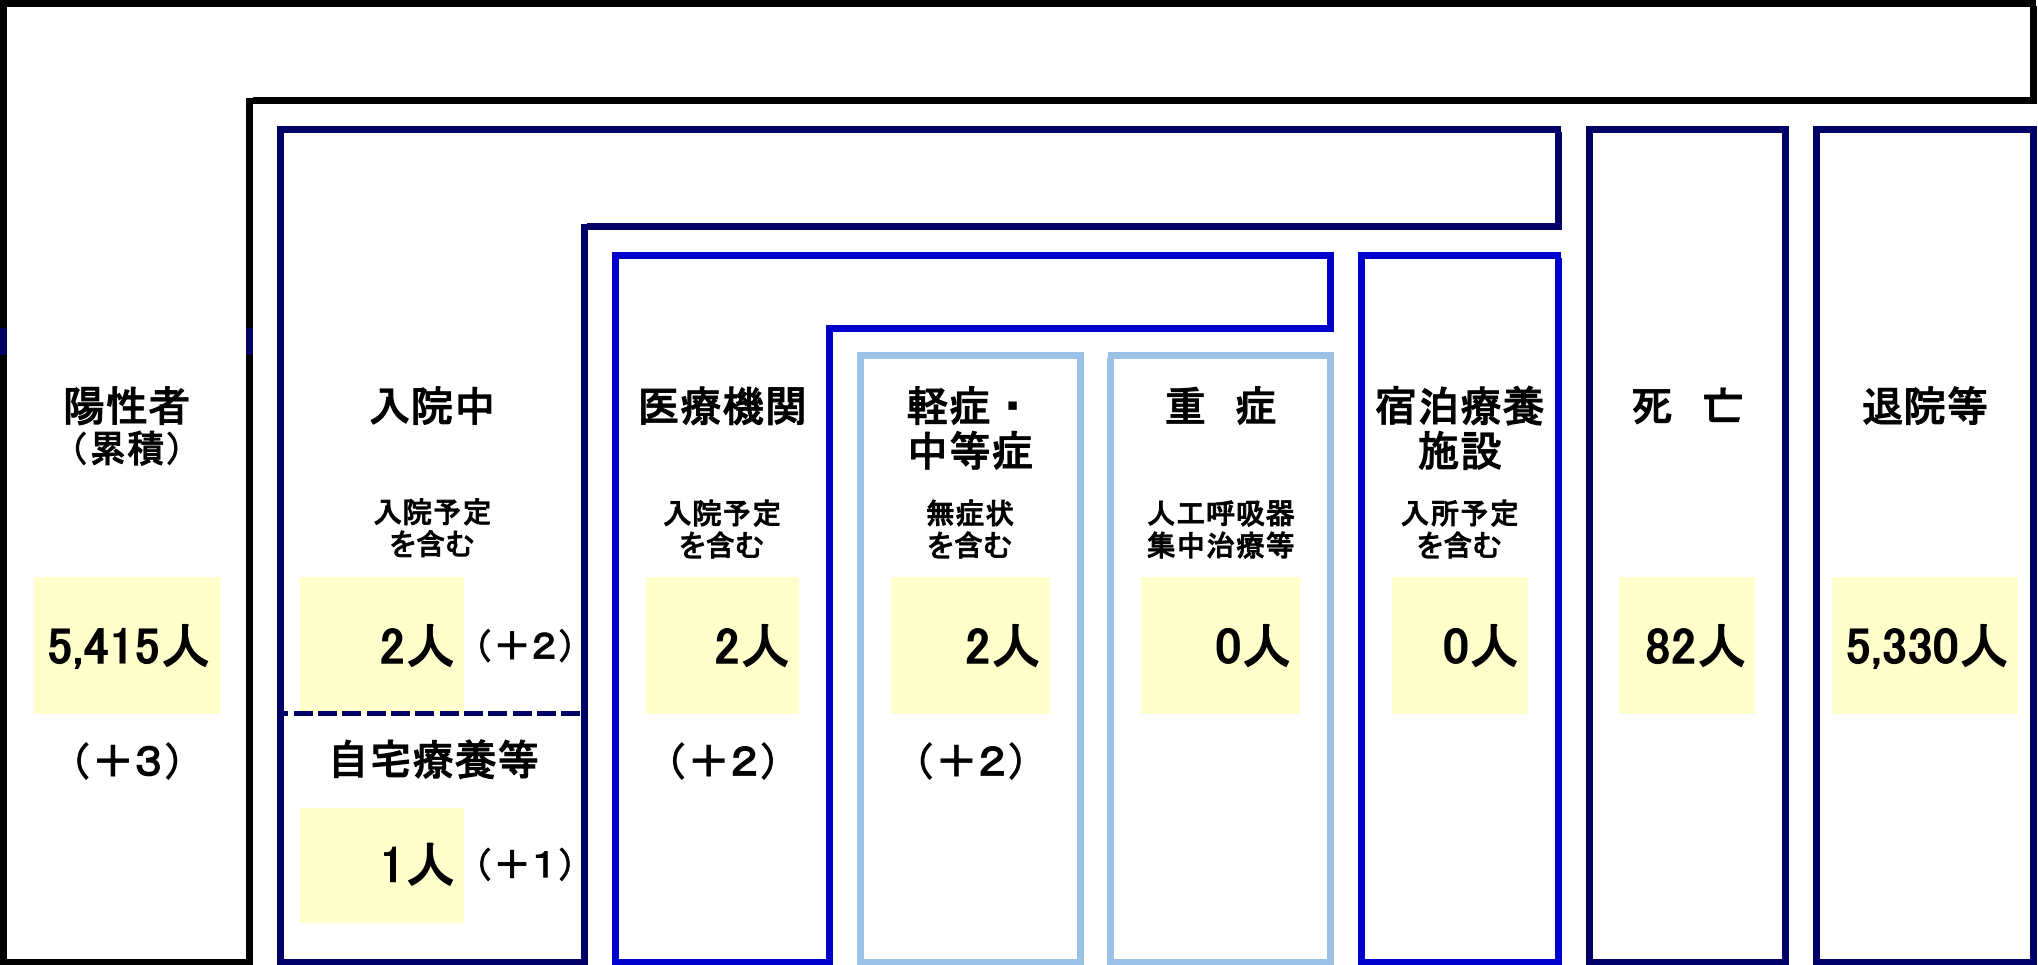 陽性者
（累積）
5,415人
（＋3）
入院中
入院予定
を含む
2人（＋2）
自宅療養等
1人（＋1）
医療機関
入院予定
を含む
2人
（＋2）
軽症・
中等症
無症状
を含む
2人
（＋2）
重　症
人工呼吸器
集中治療等
0人
宿泊療養
施設
入所予定
を含む
0人
死　亡
82人
退院等
5,330人